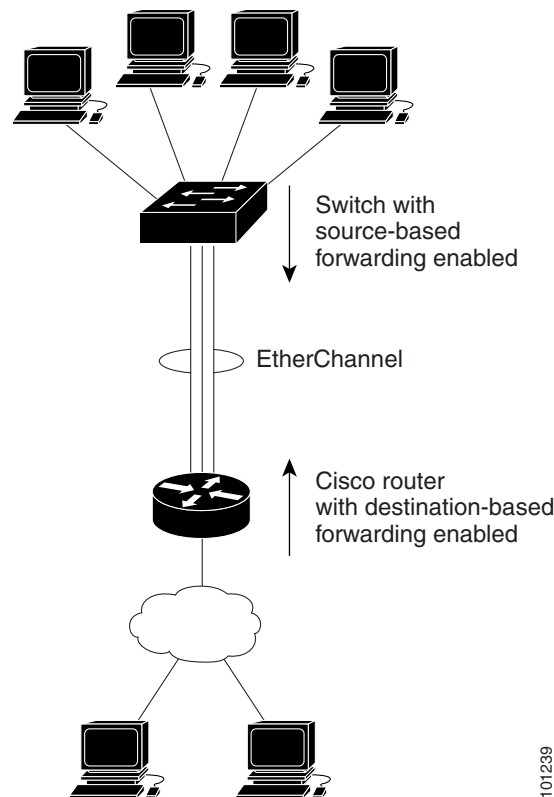 Switch with
source-based
forwarding enabled
EtherChannel
Cisco router
with destination-based
forwarding enabled
101239